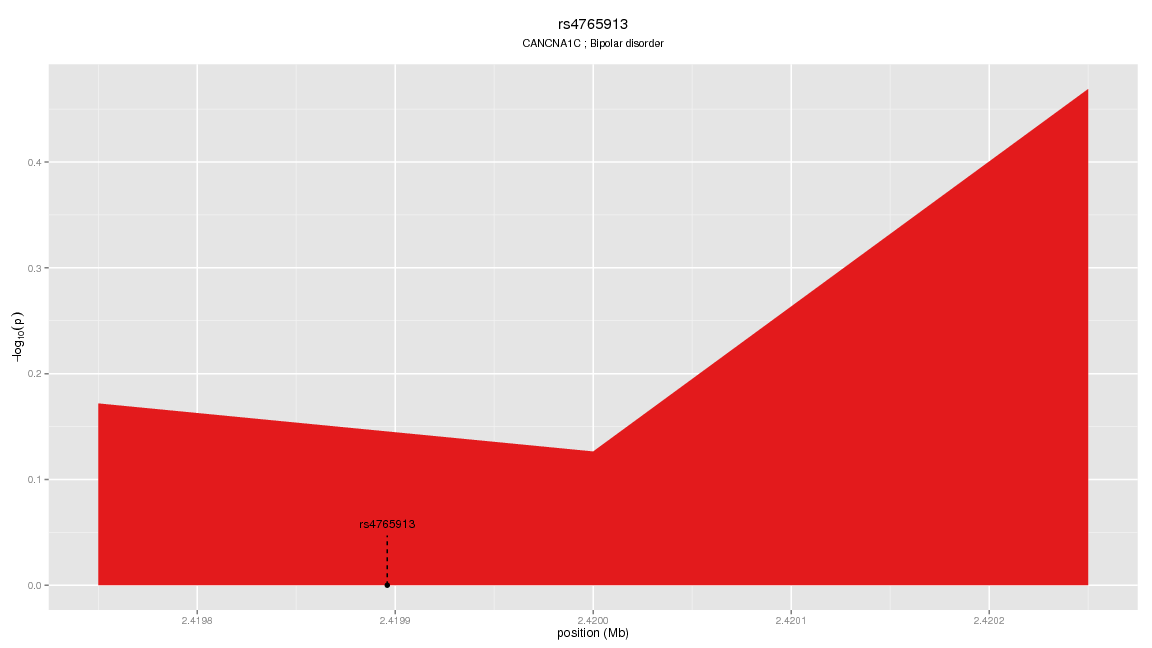 rs4765913
CANCNA1C ; Bipolar disorder
−log10(p)
0.4
0.3
0.2
0.1
0.0
rs4765913
2.4198
2.4199
2.4200
2.4201
2.4202
position (Mb)